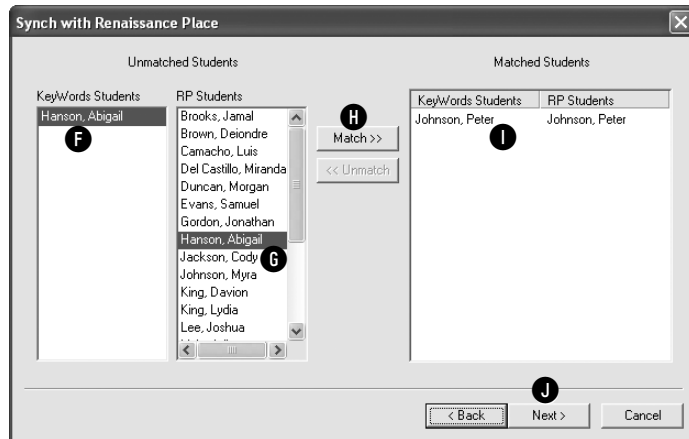 Synch with Renaissance Place
Unmatched Students
Matched Students
KeyWords Students
RP Students
Hanson, Abigail
F
Brooks, Jamal
Brown, Deiondre
Camacho, Luis
Del Castillo, Miranda
Duncan, Morgan
Evans, Samuel
Gordon, Jonathan
Hanson, Abigail
Jackson, Cody
G
Johnson, Myra
King, Davion
King, Lydia
Lee, Joshua
H
Match >>
<< Unmatch
KeyWords Students
RP Students
Johnson, Peter
Johnson, Peter
I
J
< Back
Next >
Cancel